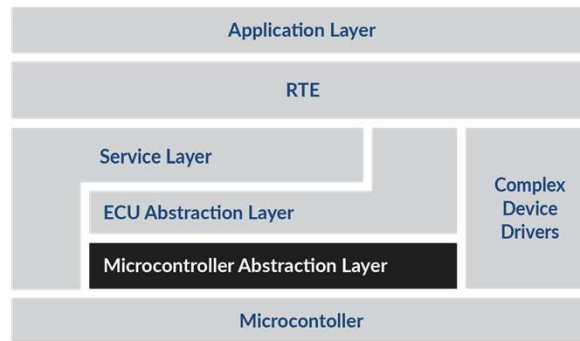 Application Layer
RTE
Service Layer
ECU Abstraction Layer
Microcontroller Abstraction Layer
Complex
Device
Drivers
Microcontoller